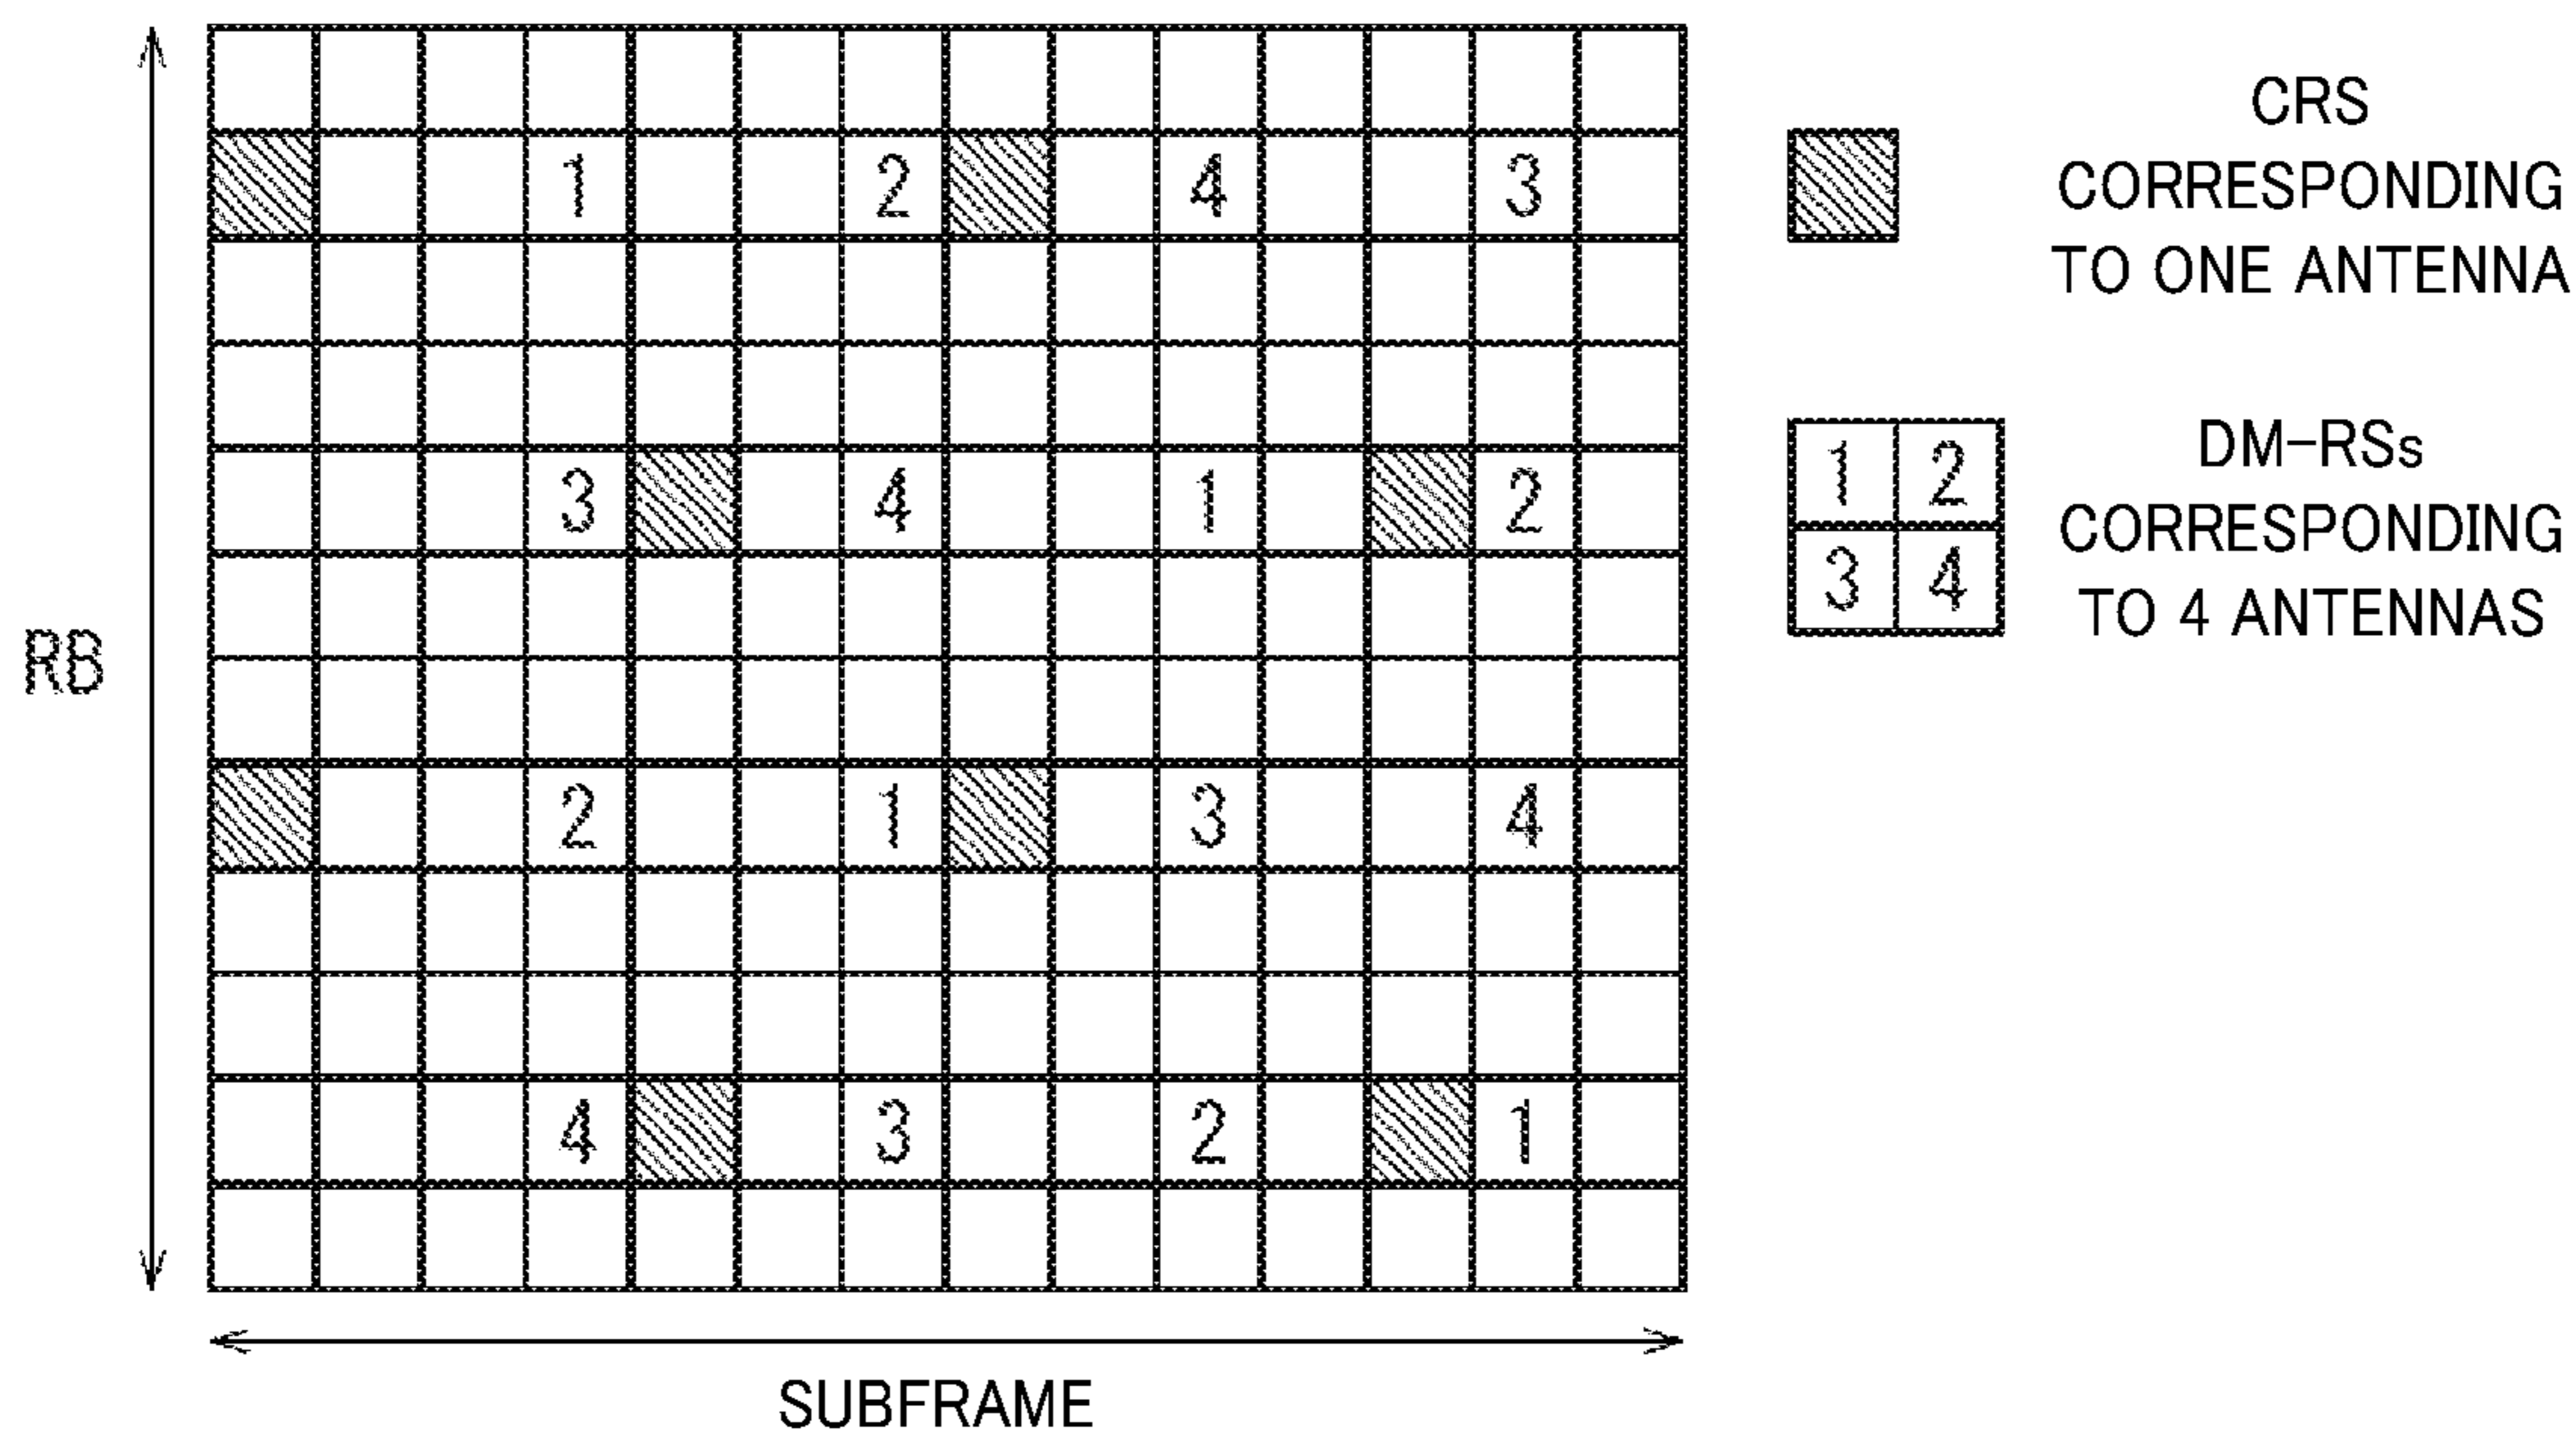 CRS
CORRESPONDING
TO ONE ANTENNA
1 2 4 3
3 4 1 2
1 2
3 4
DM-RSs
CORRESPONDING
TO 4 ANTENNAS
RB
2 1 3 4
4 3 2 1
SUBFRAME